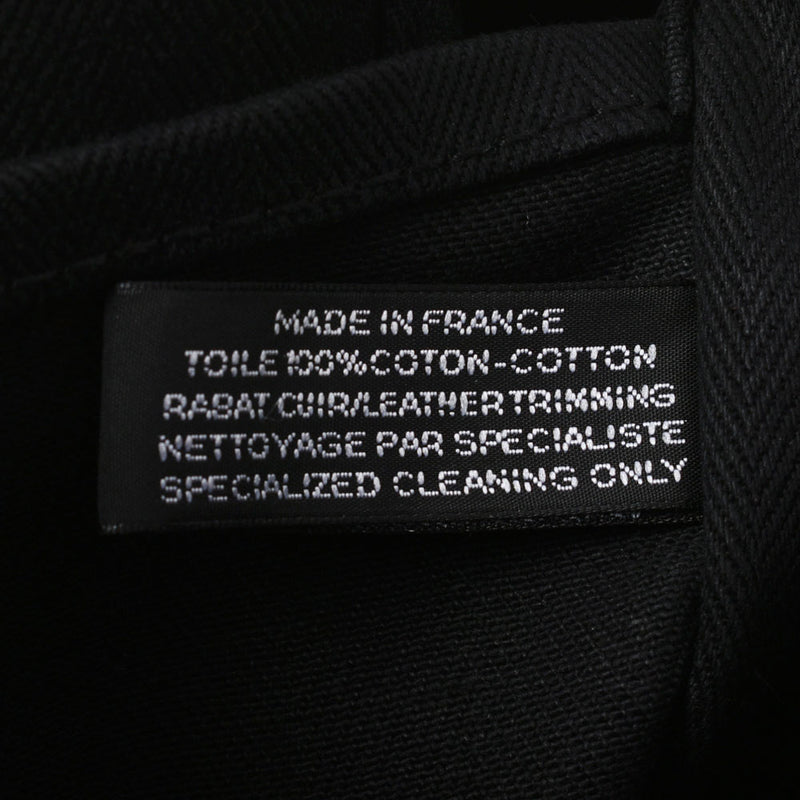 MADE IN FRANCE
TOILE 100% COTON-COTTON
RABAT CUIR/LEATHER TRIMMING
NETTOYAGE PAR SPECIALISTE
SPECIALIZED CLEANING ONLY